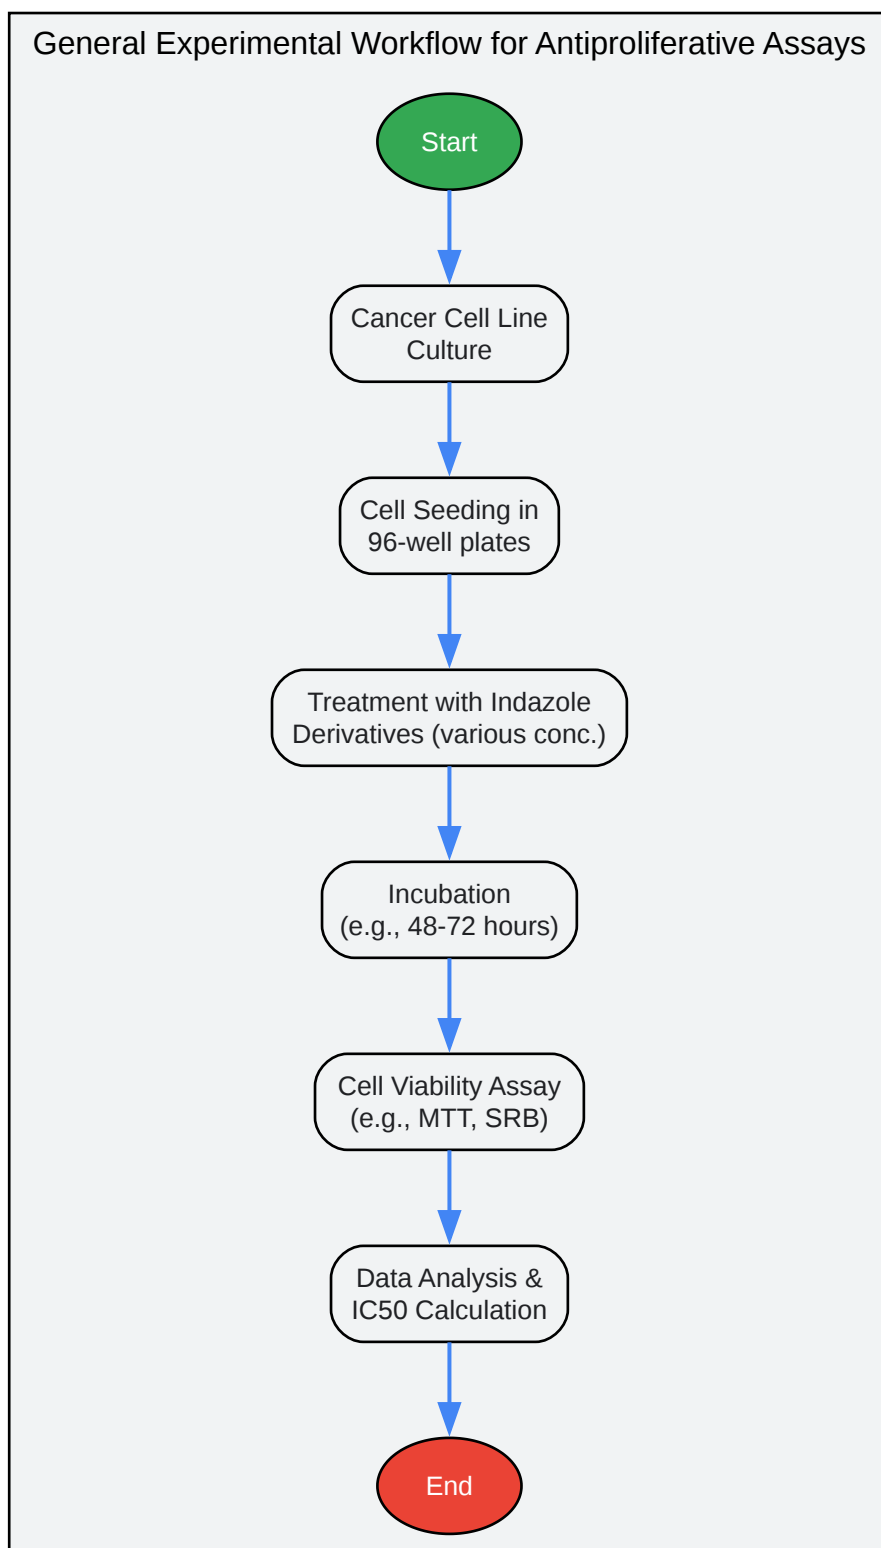 General Experimental Workflow for Antiproliferative Assays
Start
Cancer Cell Line
Culture
Cell Seeding in
96-well plates
Treatment with Indazole
Derivatives (various conc.)
Incubation
(e.g., 48-72 hours)
Cell Viability Assay
(e.g., MTT, SRB)
Data Analysis &
IC50 Calculation
End